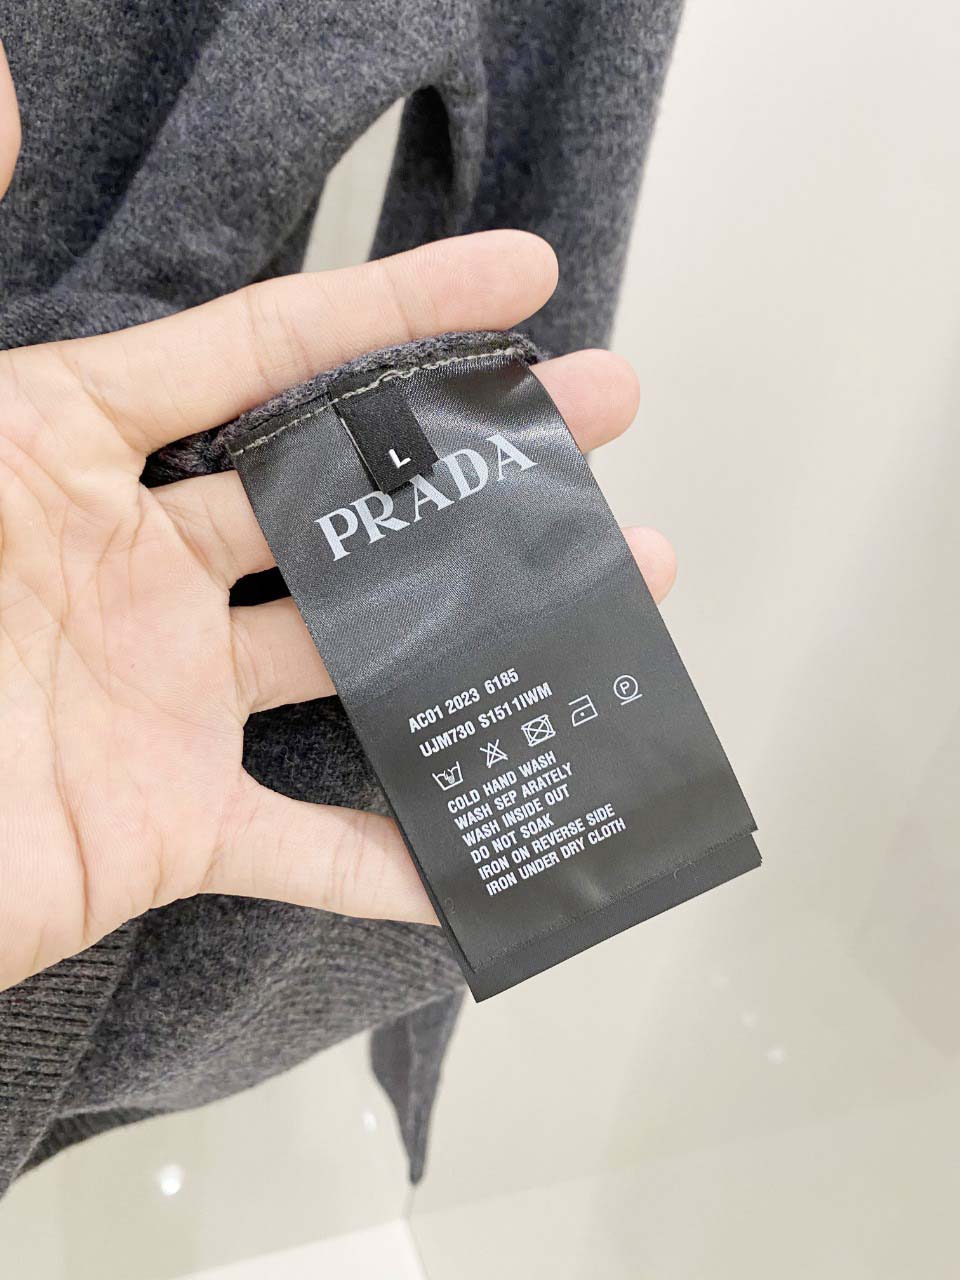 L
PRADA
AC01 2023 6185
UJM730 S151 1IWM
P
COLD HAND WASH
WASH SEP ARATELY
WASH INSIDE OUT
DO NOT SOAK
IRON ON REVERSE SIDE
IRON UNDER DRY CLOTH